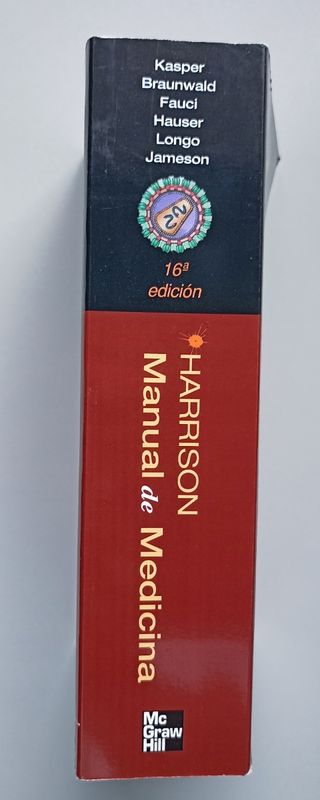 Kasper
Braunwald
Fauci
Hauser
Longo
Jameson
16ª
edición
HARRISON
Manual de Medicina
Mc
Graw
Hill